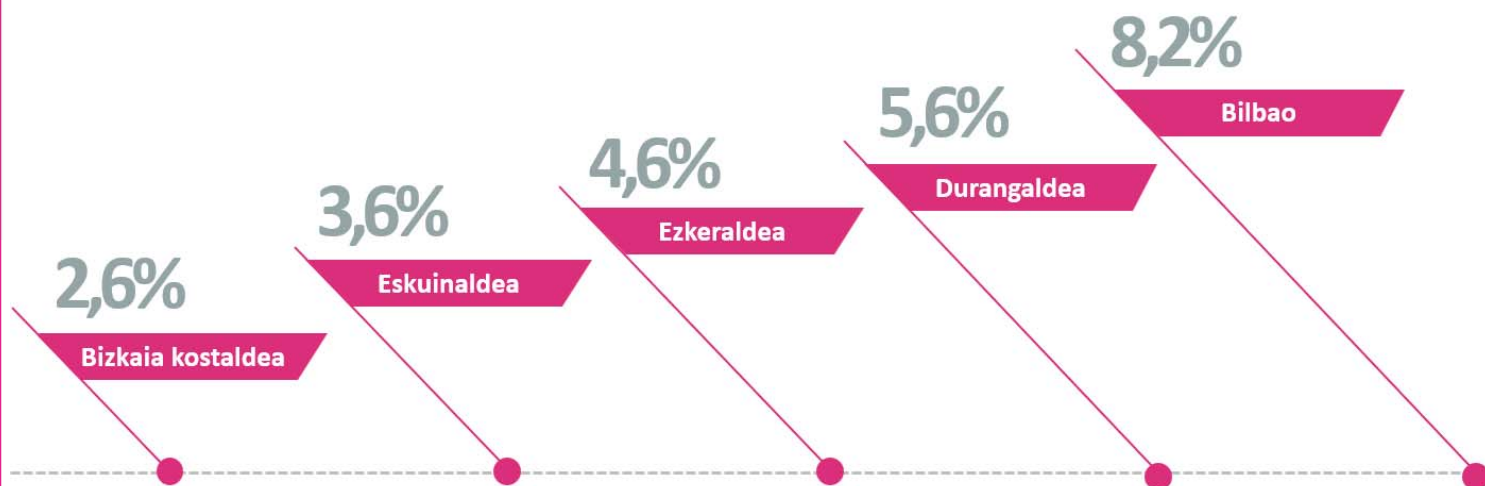 2,6%
Bizkaia kostaldea
3,6%
Eskuinaldea
4,6%
Ezkeraldea
5,6%
Durangaldea
8,2%
Bilbao